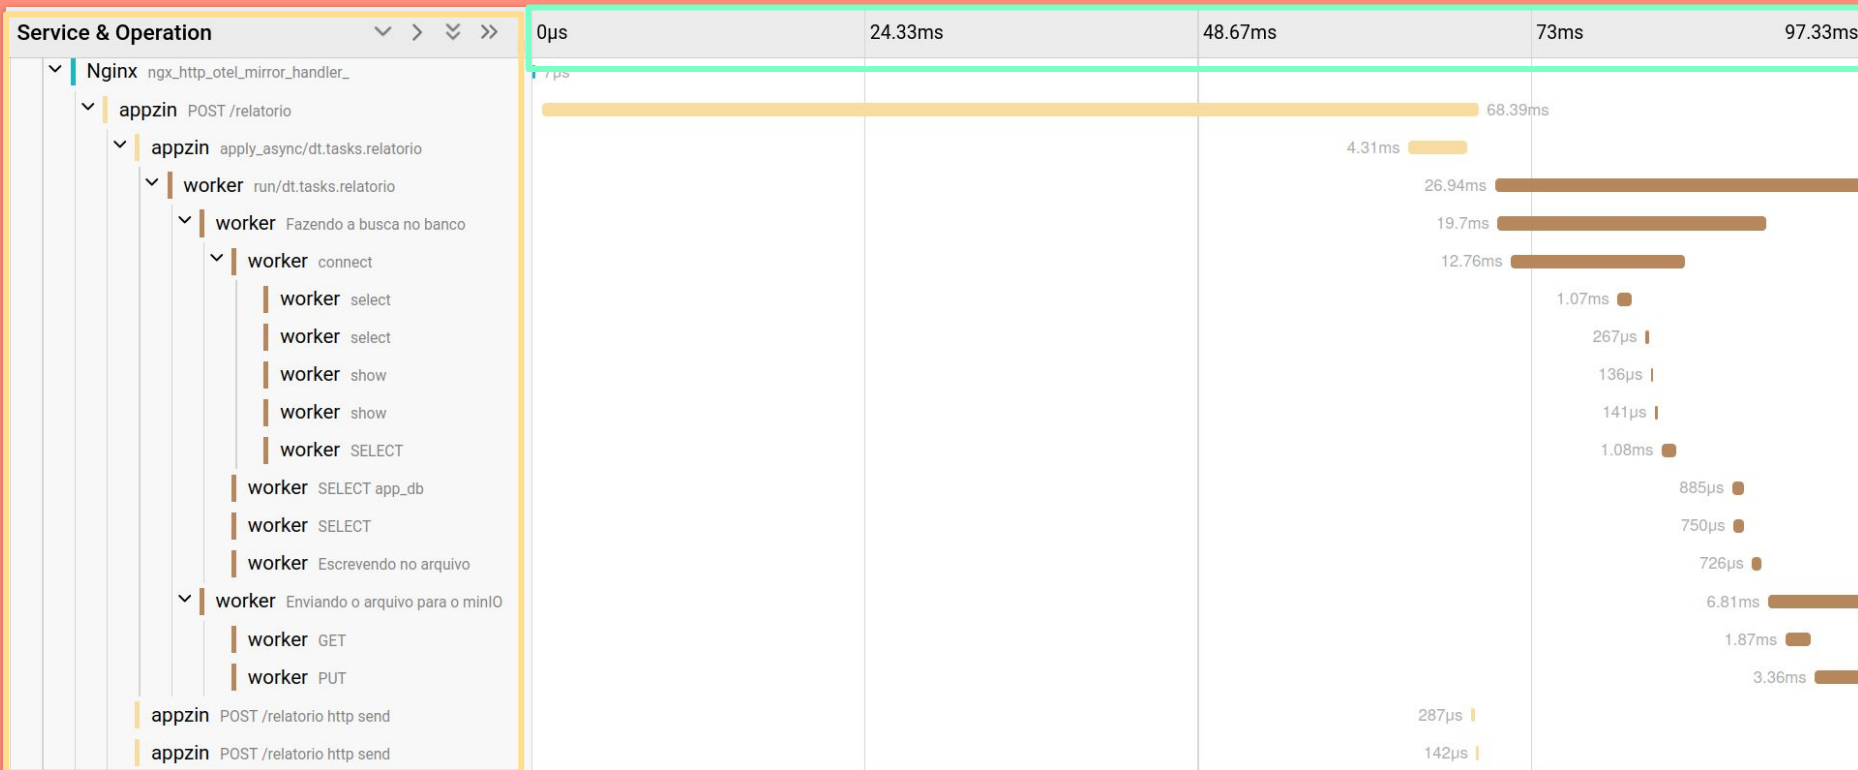 Service & Operation 0μs 24.33ms 48.67ms 73ms 97.33ms
Nginx ngx_http_otel_mirror_handler_ 7μs
appzin POST /relatorio 68.39ms
appzin apply_async/dt.tasks.relatorio 4.31ms
worker run/dt.tasks.relatorio 26.94ms
worker Fazendo a busca no banco 19.7ms
worker connect 12.76ms
worker select 1.07ms
worker select 267μs
worker show 136μs
worker show 141μs
worker SELECT 1.08ms
worker SELECT app_db 885μs
worker SELECT 750μs
worker Escrevendo no arquivo 726μs
worker Enviando o arquivo para o minIO 6.81ms
worker GET 1.87ms
worker PUT 3.36ms
appzin POST /relatorio http send 287μs
appzin POST /relatorio http send 142μs